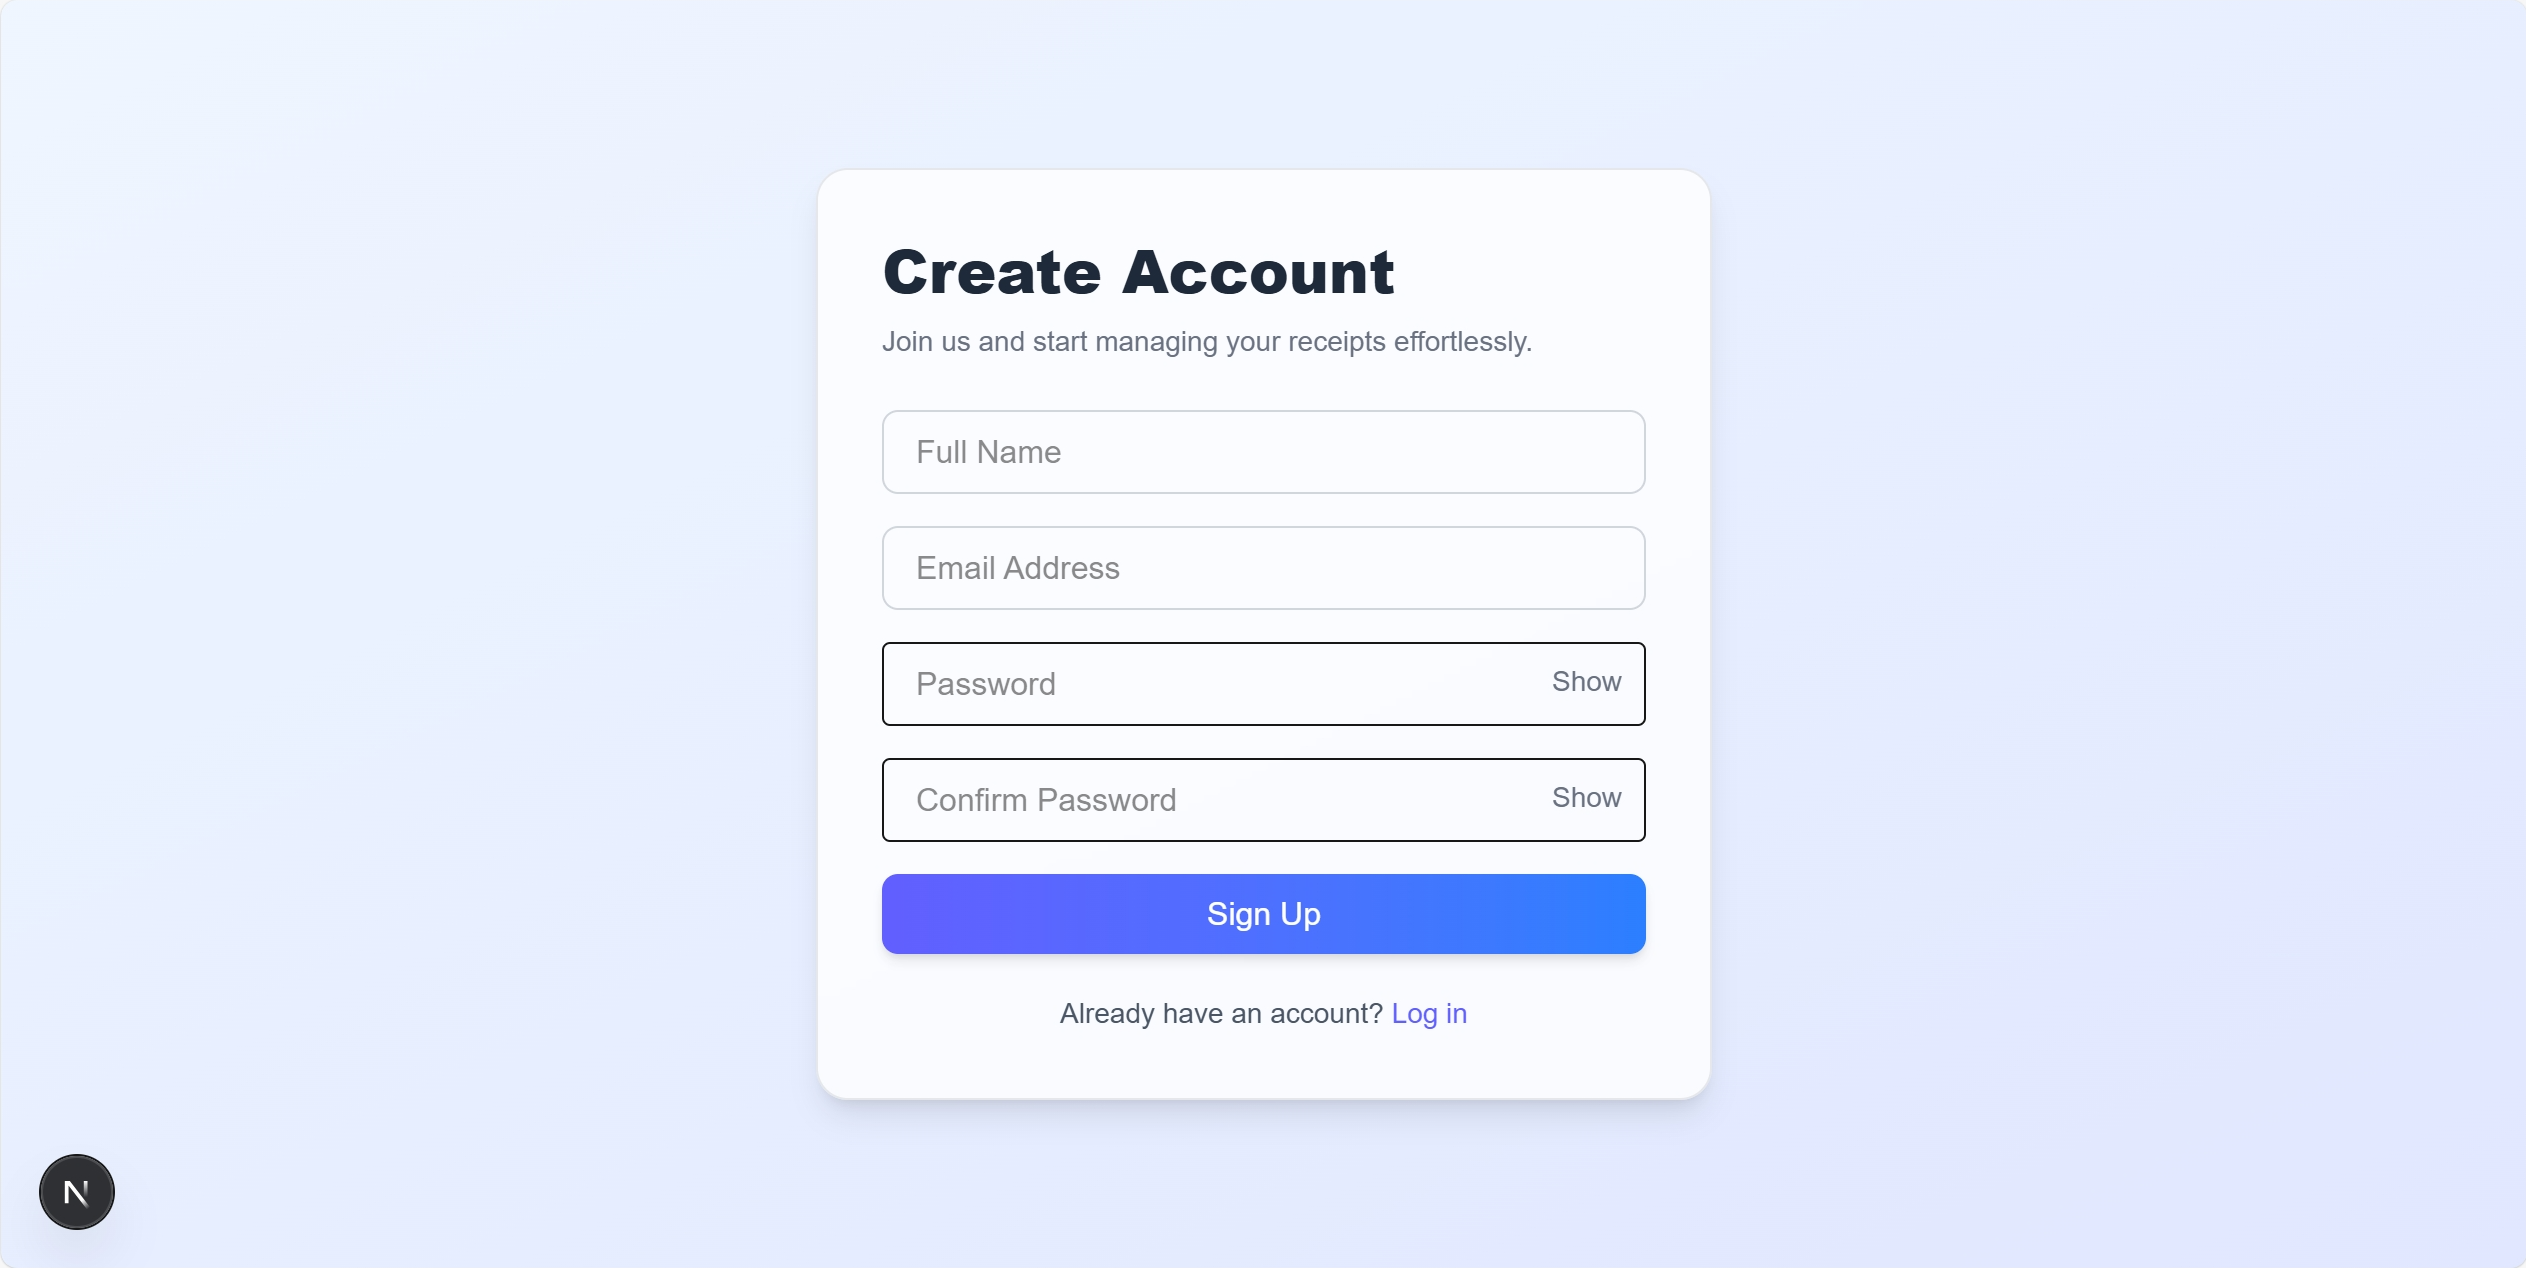 Create Account
Join us and start managing your receipts effortlessly.
Full Name
Email Address
Password
Show
Confirm Password
Show
Sign Up
Already have an account? Log in
N